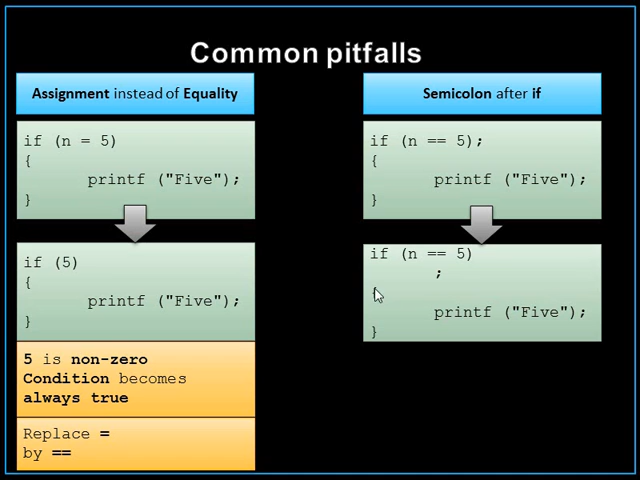 Common pitfalls
Assignment instead of Equality
if (n = 5)
{
printf ("Five");
}
if (5)
{
printf ("Five");
}
5 is non-zero
Condition becomes
always true
Replace =
by ==
Semicolon after if
if (n == 5);
{
printf ("Five");
}
if (n == 5)
;
{
printf ("Five");
}